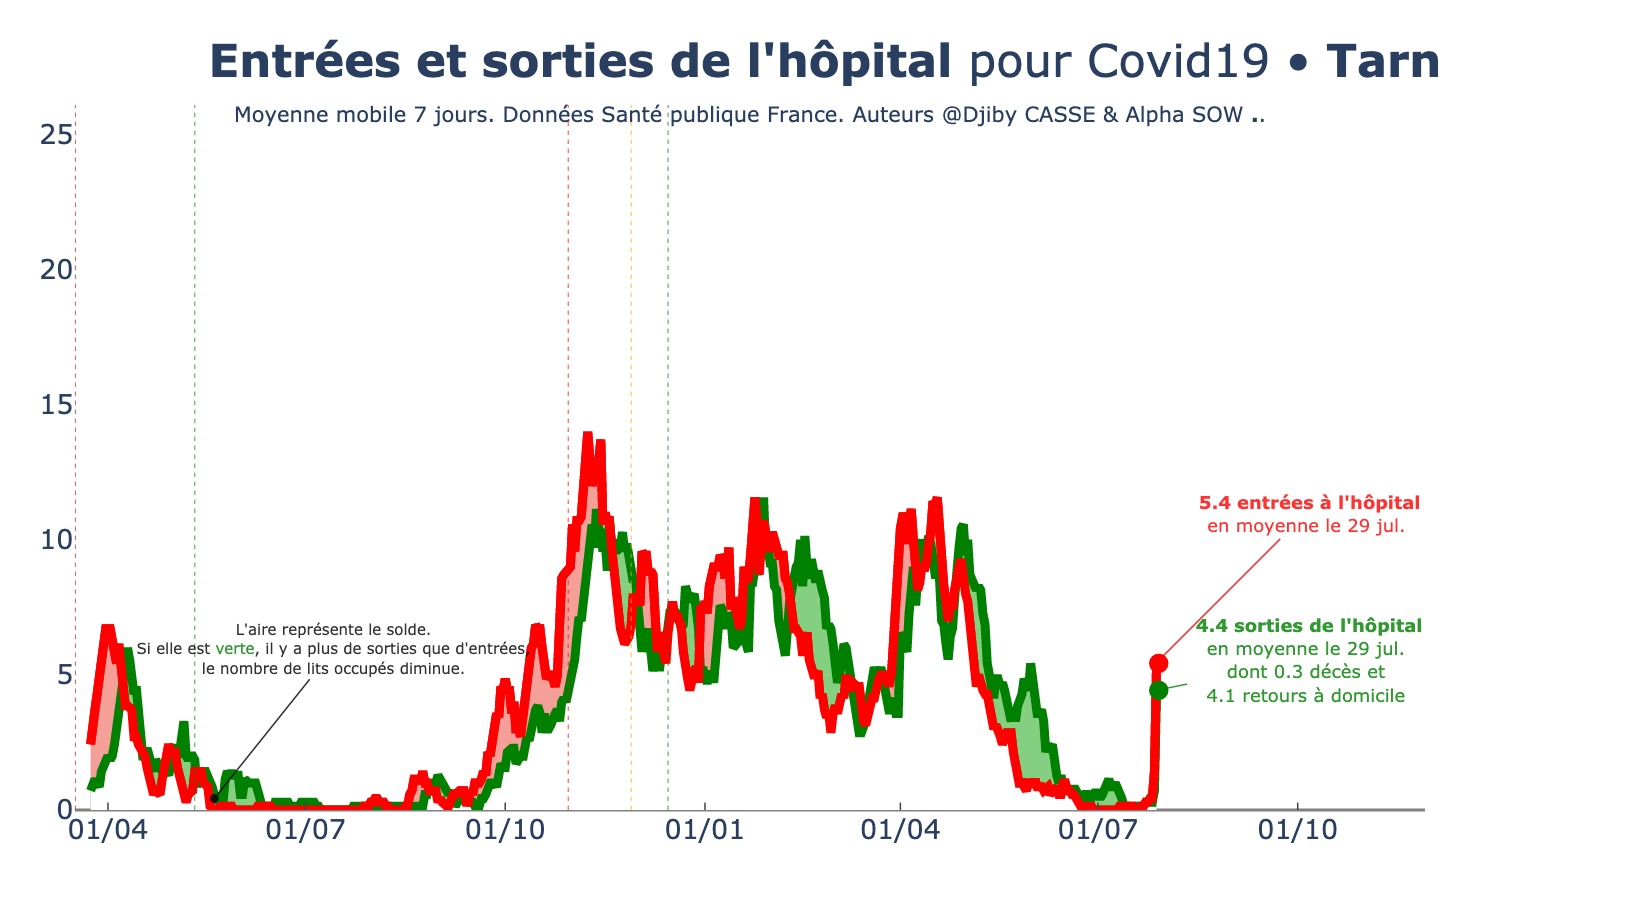 Entrées et sorties de l'hôpital pour Covid19 • Tarn
Moyenne mobile 7 jours. Données Santé publique France. Auteurs @Djiby CASSE & Alpha SOW ..
25
20
15
10
5
0
L'aire représente le solde.
Si elle est verte, il y a plus de sorties que d'entrées,
le nombre de lits occupés diminue.
5.4 entrées à l'hôpital
en moyenne le 29 jul.
4.4 sorties de l'hôpital
en moyenne le 29 jul.
dont 0.3 décès et
4.1 retours à domicile
01/04
01/07
01/10
01/01
01/04
01/07
01/10